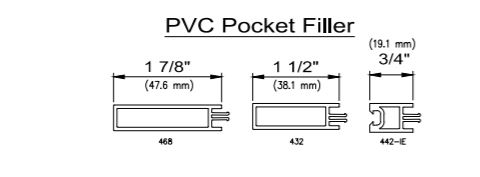 PVC Pocket Filler
1 7/8"
(47.6 mm)
1 1/2"
(38.1 mm)
(19.1 mm)
3/4"
468
432
442-IE